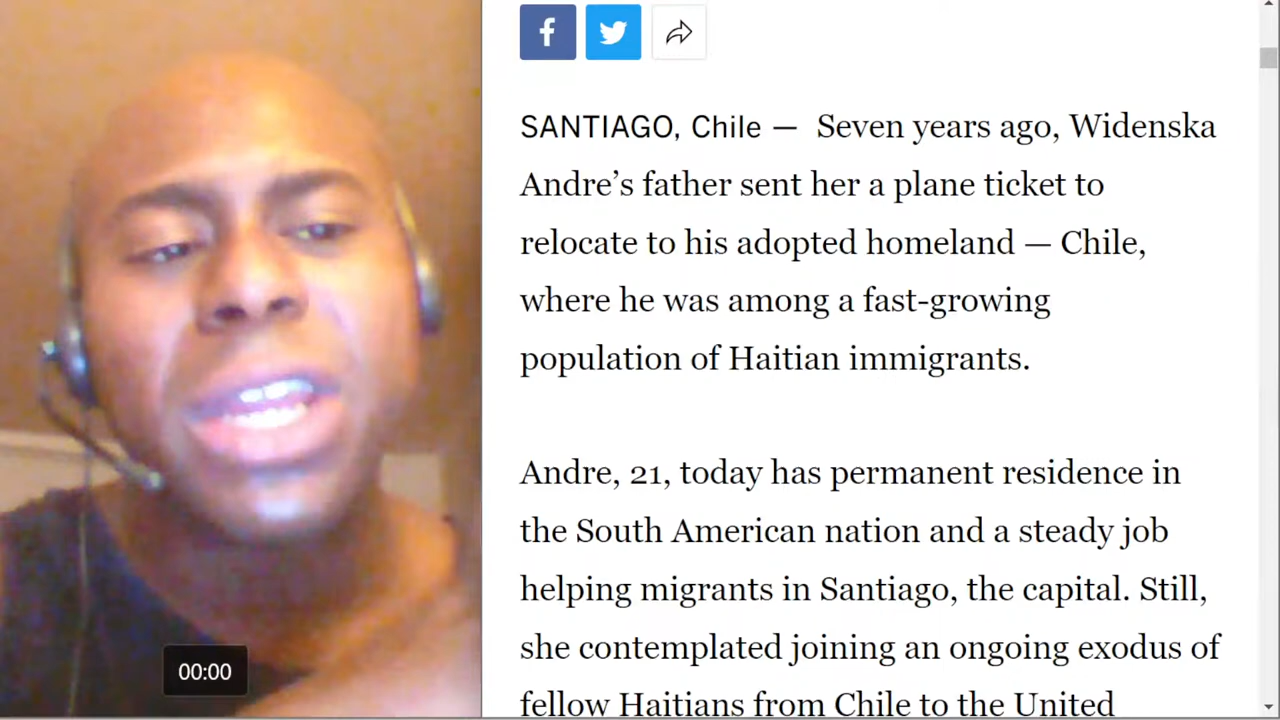 SANTIAGO, Chile — Seven years ago, Widenska
Andre’s father sent her a plane ticket to
relocate to his adopted homeland — Chile,
where he was among a fast-growing
population of Haitian immigrants.
Andre, 21, today has permanent residence in
the South American nation and a steady job
helping migrants in Santiago, the capital. Still,
she contemplated joining an ongoing exodus of
fellow Haitians from Chile to the United
00:00